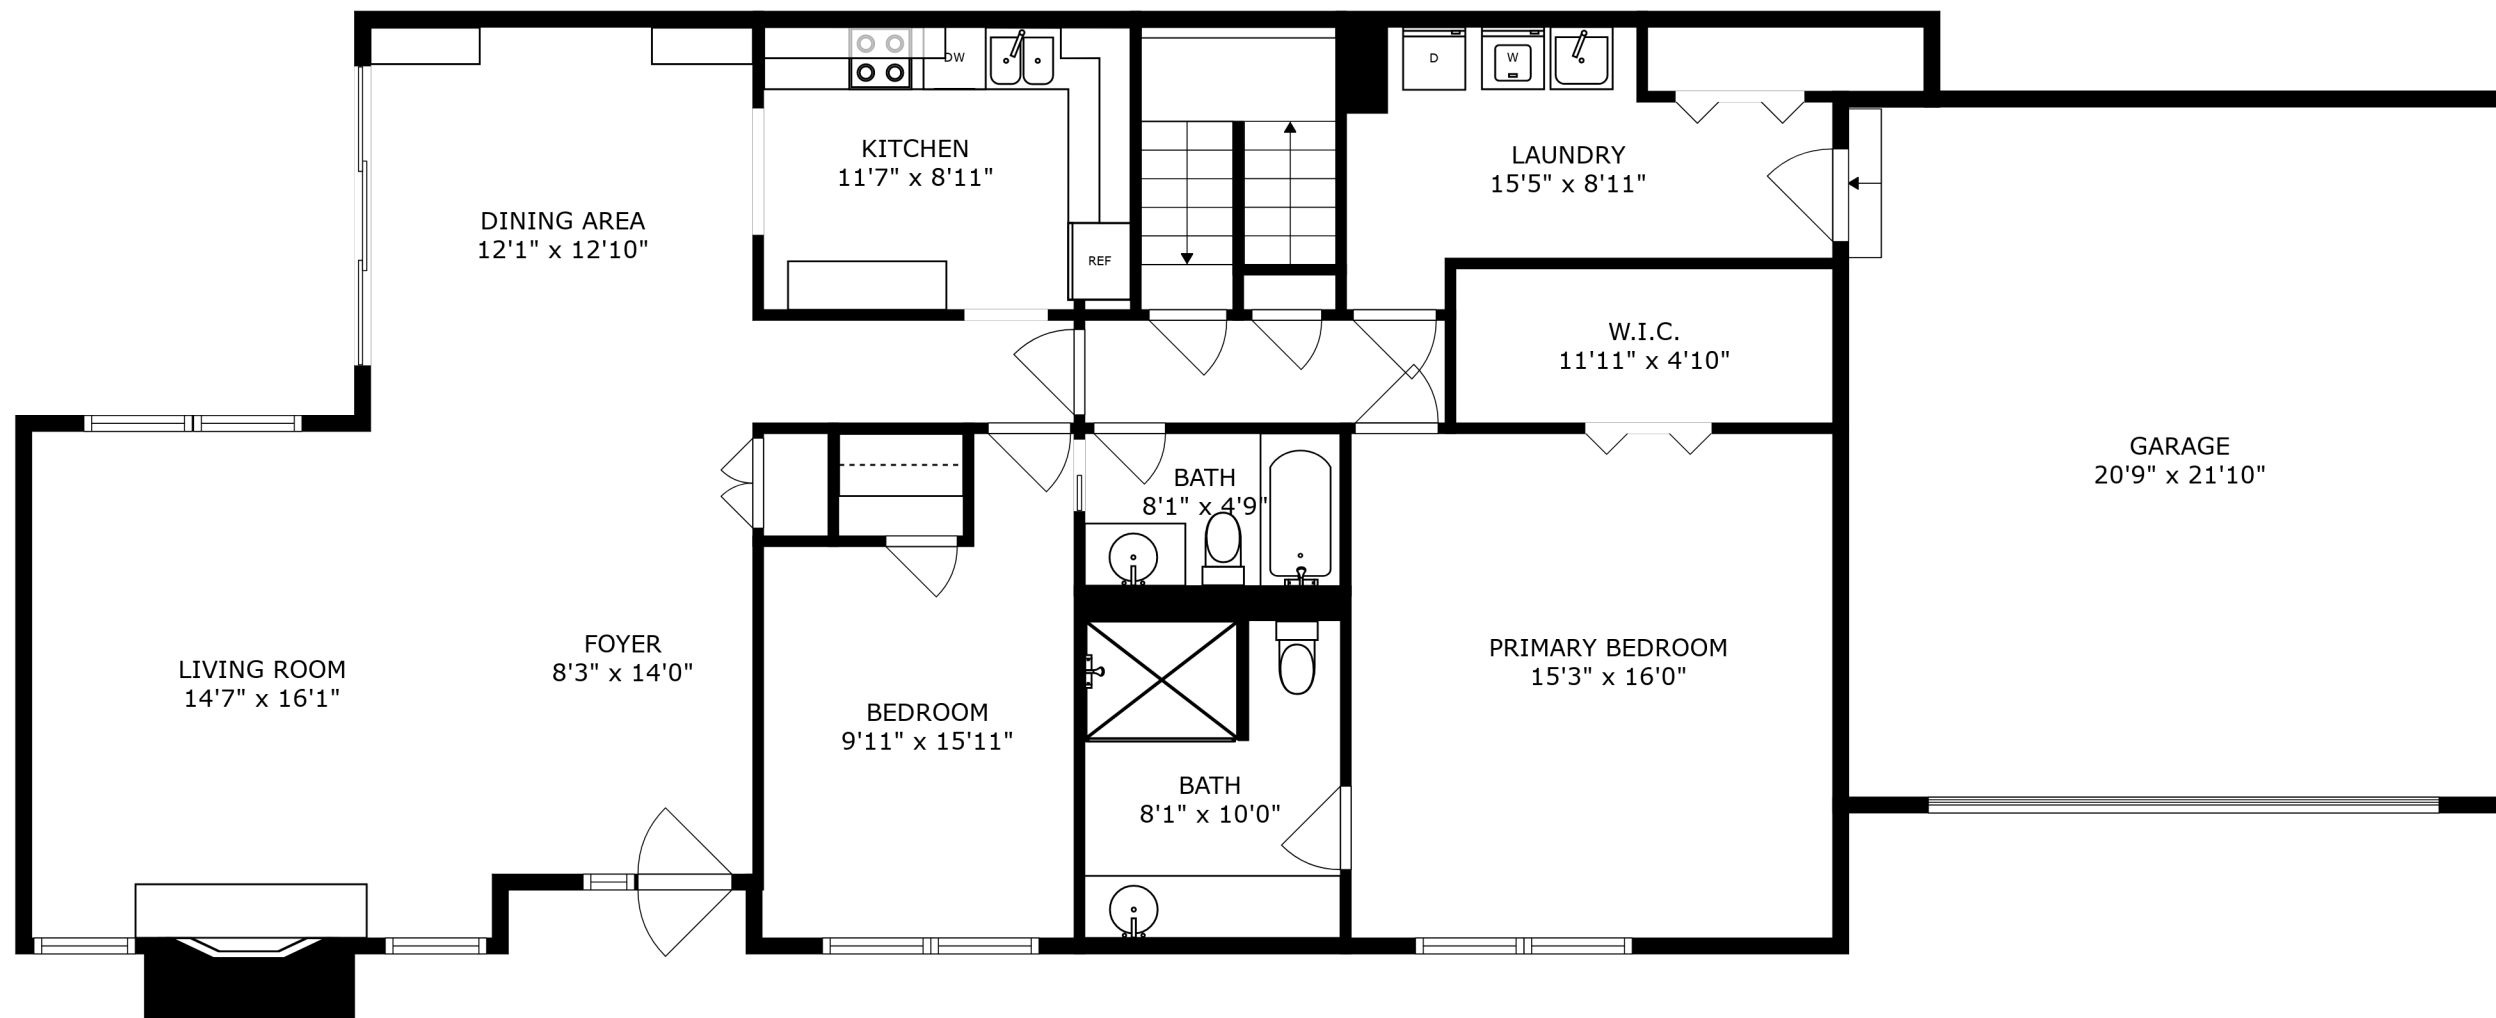 DW
D
W
KITCHEN
11'7" x 8'11"
LAUNDRY
15'5" x 8'11"
DINING AREA
12'1" x 12'10"
REF
W.I.C.
11'11" x 4'10"
GARAGE
20'9" x 21'10"
BATH
8'1" x 4'9"
FOYER
8'3" x 14'0"
PRIMARY BEDROOM
15'3" x 16'0"
LIVING ROOM
14'7" x 16'1"
BEDROOM
9'11" x 15'11"
BATH
8'1" x 10'0"